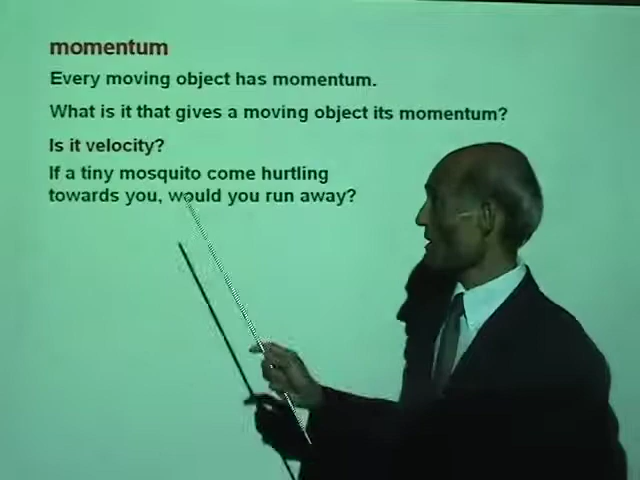 momentum
Every moving object has momentum.
What is it that gives a moving object its momentum?
Is it velocity?
If a tiny mosquito come hurtling
towards you, would you run away?